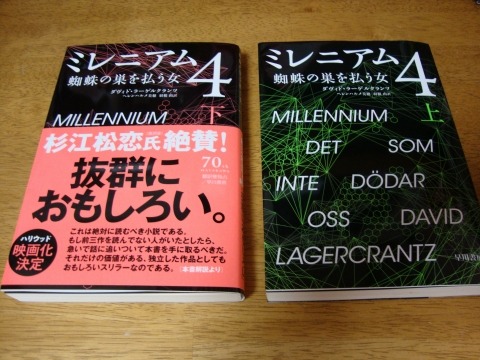 ミレニアム4
蜘蛛の巣を払う女
ダヴィド・ラーゲルクランツ
下
MILLENNIUM
杉江松恋氏絶賛!
抜群に
おもしろい。
ハリウッド
映画化
決定
これは絶対に読むべき小説である。
もし前三作を読んでない人がいたとしたら、
急いで話に追いついて本書を手に取るべきだ。
それだけの価値がある、独立した作品としても
おもしろいスリラーなのである。(本書解説より)
ミレニアム4
蜘蛛の巣を払う女
ダヴィド・ラーゲルクランツ
上
MILLENNIUM
DET SOM
INTE DÖDAR
OSS DAVID
LAGERCRANTZ